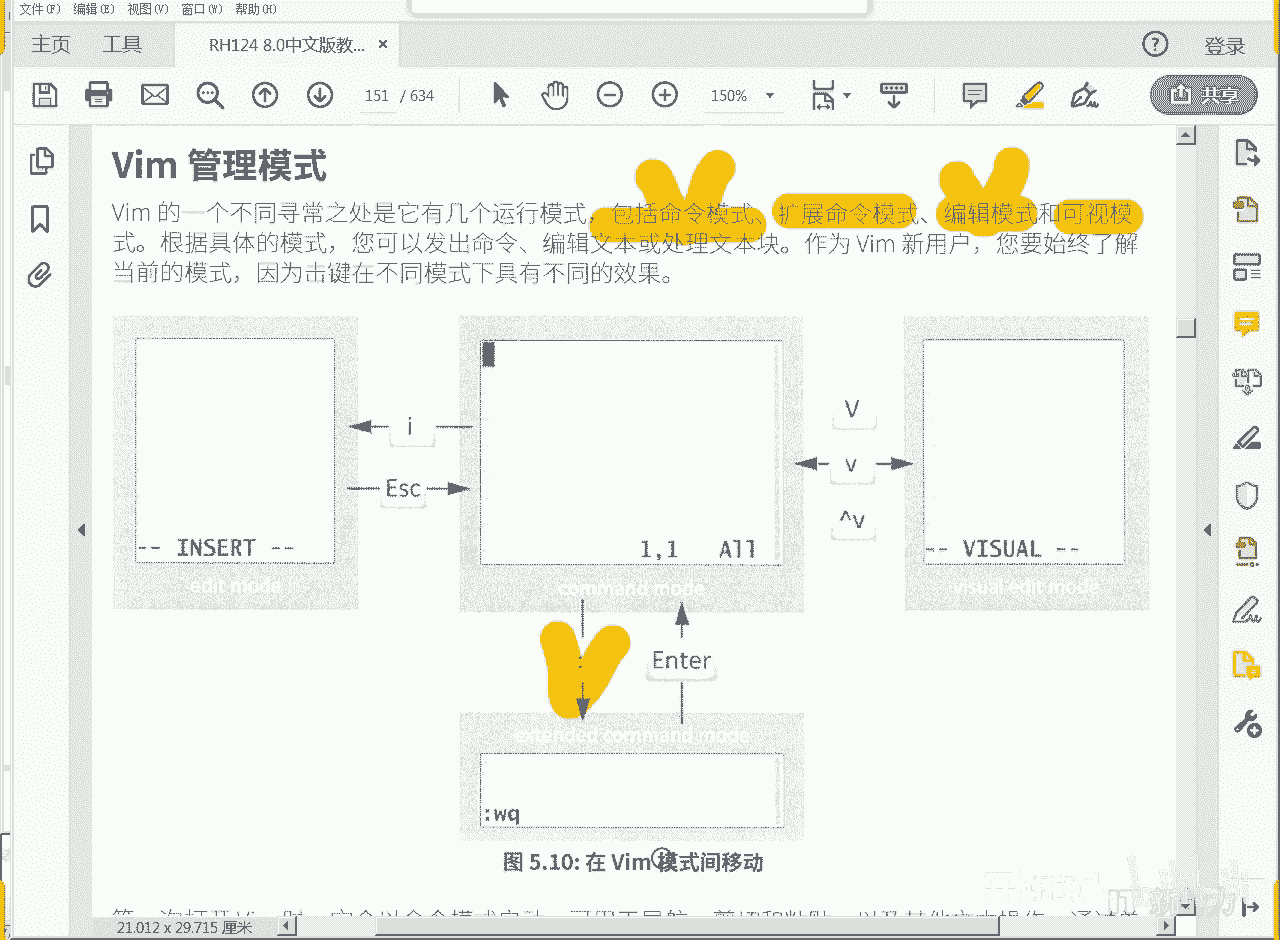 文件(F) 编辑(E) 视图(V) 窗口(W) 帮助(H)
主页 工具 RH124 8.0中文版教... × ? 登录
151 / 634 150% 共享
Vim 管理模式
Vim 的一个不同寻常之处是它有几个运行模式，包括命令模式、扩展命令模式、编辑模式和可视模
式。根据具体的模式，您可以发出命令、编辑文本或处理文本块。作为 Vim 新用户，您要始终了解
当前的模式，因为击键在不同模式下具有不同的效果。
i
Esc
V
v
^v
-- INSERT --
1,1 All
-- VISUAL --
edit mode
command mode
visual edit mode
:
Enter
extended command mode
:wq
图 5.10: 在 Vim 模式间移动
21.012 x 29.715 厘米